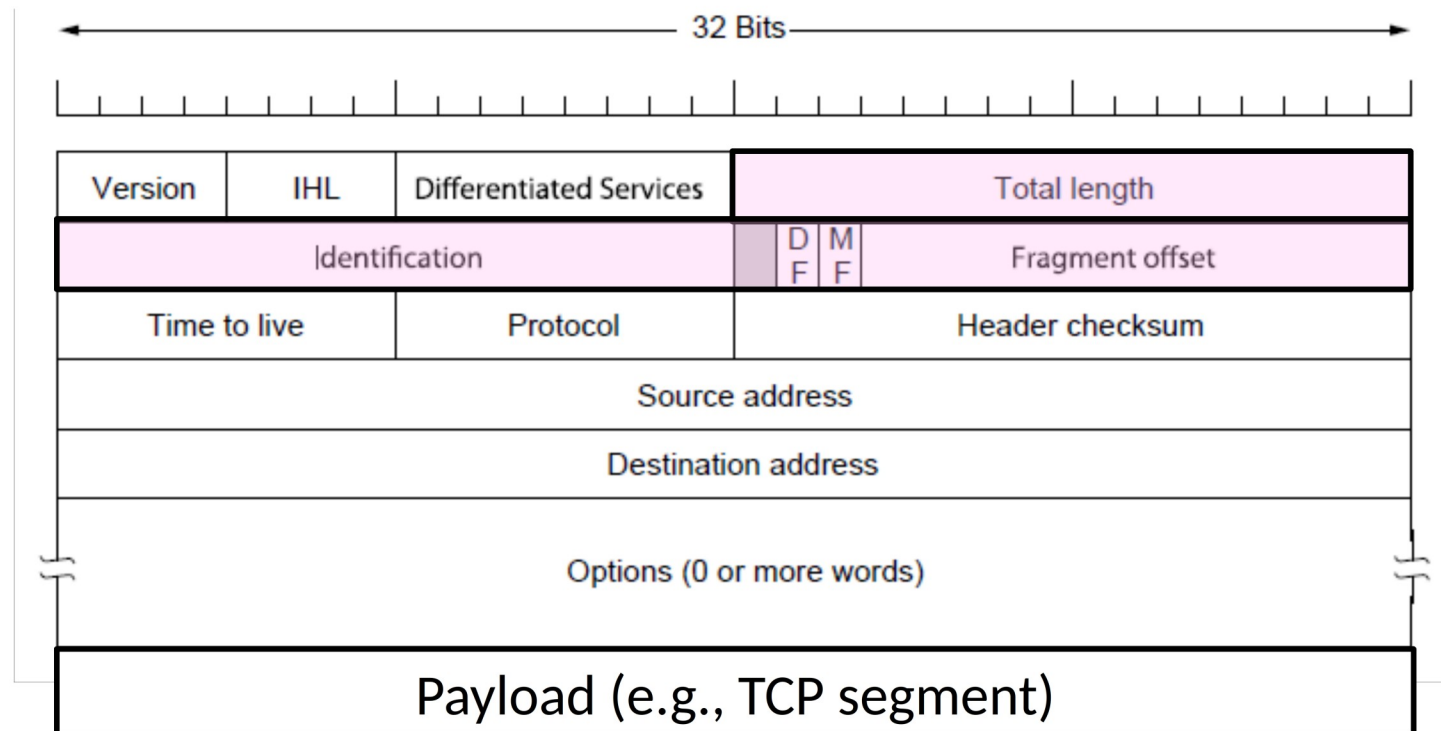 32 Bits
Version IHL Differentiated Services Total length
Identification D F M F Fragment offset
Time to live Protocol Header checksum
Source address
Destination address
Options (0 or more words)
Payload (e.g., TCP segment)